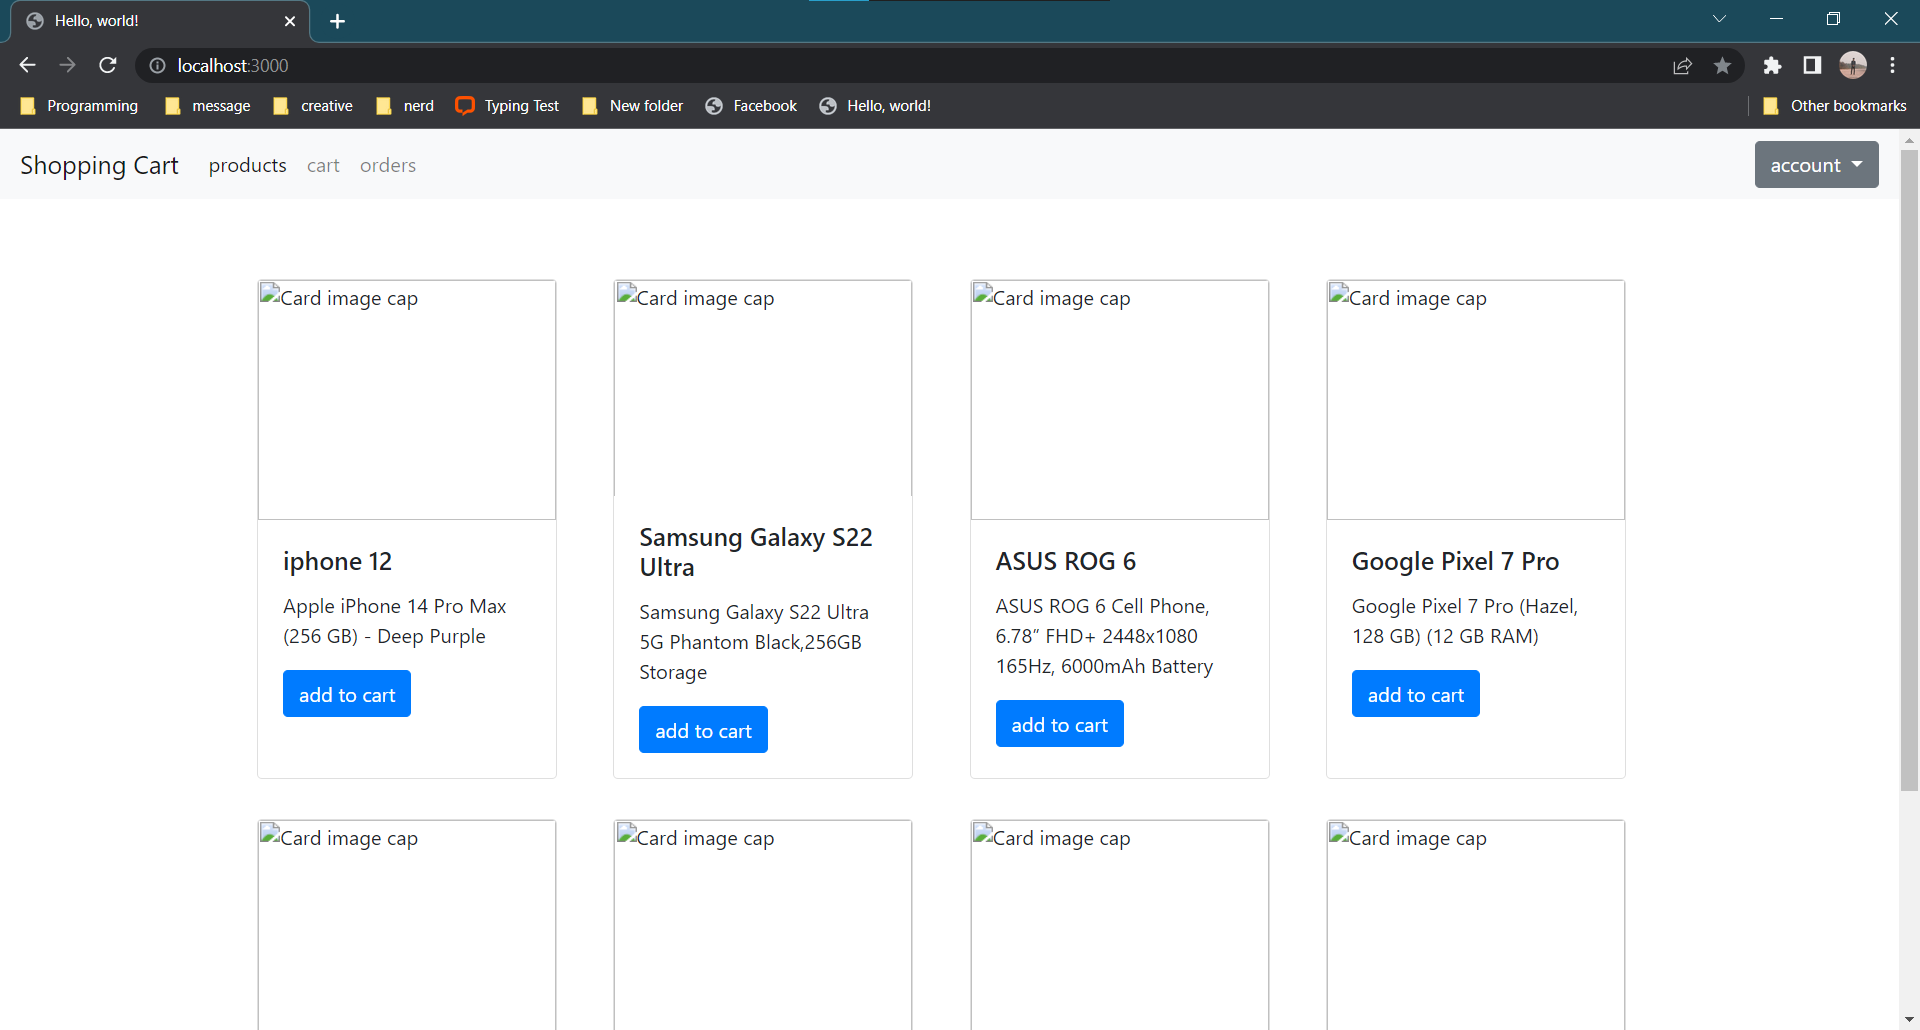 Hello, world!
localhost:3000
Programming message creative nerd Typing Test New folder Facebook Hello, world! Other bookmarks
Shopping Cart products cart orders account
Card image cap
iphone 12
Apple iPhone 14 Pro Max
(256 GB) - Deep Purple
add to cart
Card image cap
Samsung Galaxy S22
Ultra
Samsung Galaxy S22 Ultra
5G Phantom Black,256GB
Storage
add to cart
Card image cap
ASUS ROG 6
ASUS ROG 6 Cell Phone,
6.78” FHD+ 2448x1080
165Hz, 6000mAh Battery
add to cart
Card image cap
Google Pixel 7 Pro
Google Pixel 7 Pro (Hazel,
128 GB) (12 GB RAM)
add to cart
Card image cap
Card image cap
Card image cap
Card image cap